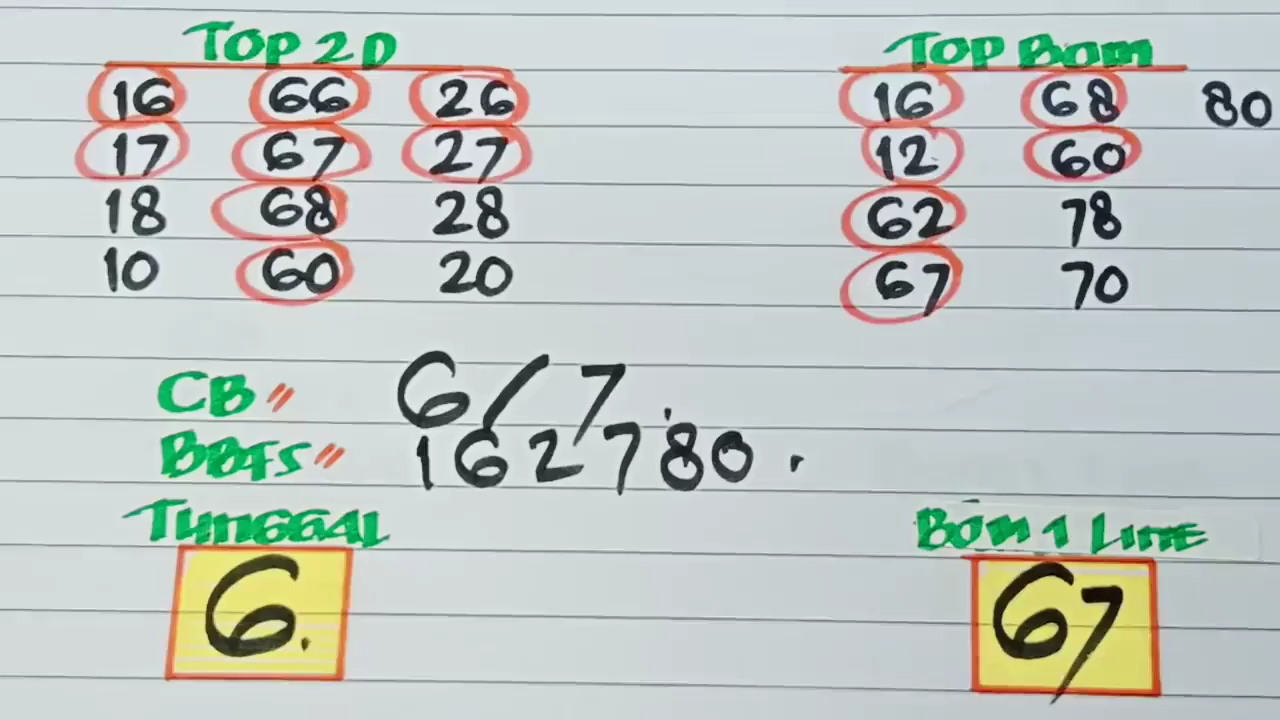 TOP 2D TOP Bom
16 66 26 16 68 80
17 67 27 12 60
18 68 28 62 78
10 60 20 67 70
CB " 6/7
BBFS " 162780.
TUNGGAL BOM 1 LINE
6. 67